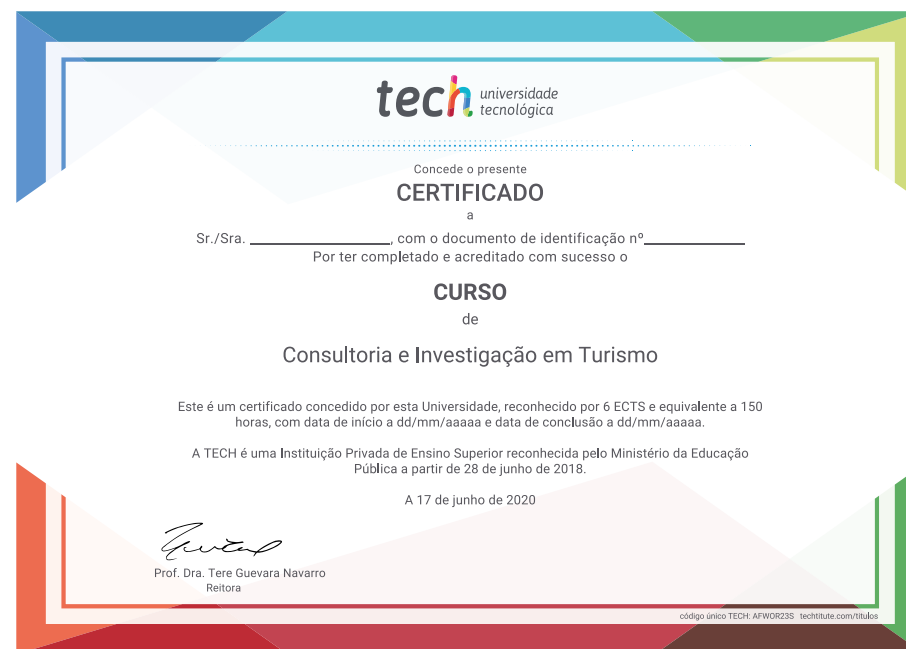 tech universidade
tecnológica
Concede o presente
CERTIFICADO
a
Sr./Sra. ____________, com o documento de identificação nº____________
Por ter completado e acreditado com sucesso o
CURSO
de
Consultoria e Investigação em Turismo
Este é um certificado concedido por esta Universidade, reconhecido por 6 ECTS e equivalente a 150
horas, com data de início a dd/mm/aaaaa e data de conclusão a dd/mm/aaaaa.
A TECH é uma Instituição Privada de Ensino Superior reconhecida pelo Ministério da Educação
Pública a partir de 28 de junho de 2018.
A 17 de junho de 2020
Prof. Dra. Tere Guevara Navarro
Reitora
código único TECH: AFWOR23S techtitute.com/titulos